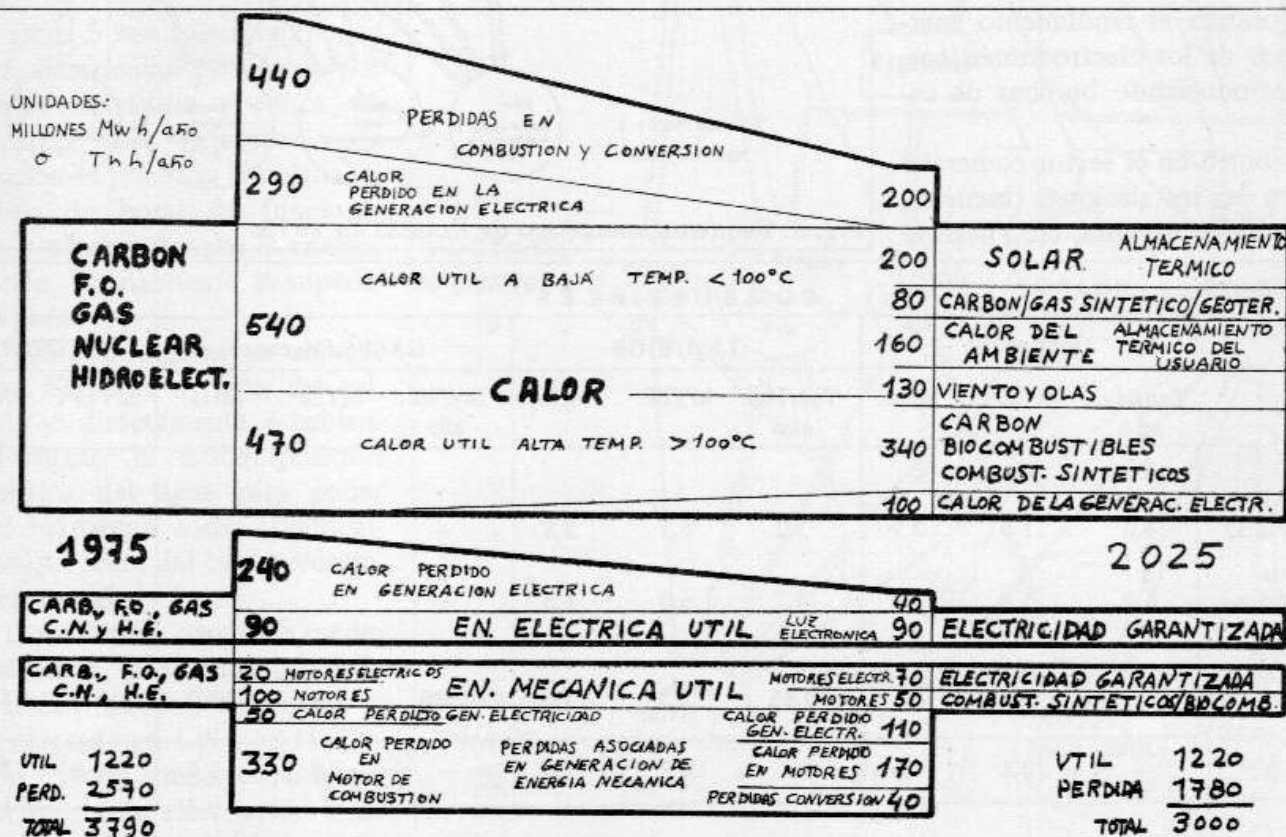 UNIDADES:
MILLONES Mwh/año
o Twh/año
CARBON
F.O.
GAS
NUCLEAR
HIDROELECT.
440
PERDIDAS EN
COMBUSTION Y CONVERSION
290
CALOR
PERDIDO EN LA
GENERACION ELECTRICA
200
CALOR UTIL A BAJA TEMP. < 100°C
540
CALOR
470
CALOR UTIL ALTA TEMP. > 100°C
200 SOLAR ALMACENAMIENTO
TERMICO
80 CARBON/GAS SINTETICO/GEOTER.
160 CALOR DEL AMBIENTE
ALMACENAMIENTO
TERMICO DEL
USUARIO
130 VIENTO Y OLAS
340 CARBON
BIOCOMBUSTIBLES
COMBUST. SINTETICOS
100 CALOR DE LA GENERAC. ELECTR.
1975
2025
CARB., F.O., GAS
C.N. y H.E.
240 CALOR PERDIDO
EN GENERACION ELECTRICA
40
90 EN. ELECTRICA UTIL
LUZ
ELECTRONICA
90 ELECTRICIDAD GARANTIZADA
CARB., F.O., GAS
C.N., H.E.
20 MOTORES ELECTRICOS
100 MOTORES
EN. MECANICA UTIL
MOTORES ELECTR. 70 ELECTRICIDAD GARANTIZADA
MOTORES 50 COMBUST. SINTETICOS/BIOCOMB.
50 CALOR PERDIDO GEN. ELECTRICIDAD
330 CALOR PERDIDO
EN
MOTOR DE
COMBUSTION
PERDIDAS ASOCIADAS
EN GENERACION DE
ENERGIA MECANICA
CALOR PERDIDO
GEN. ELECTR. 110
CALOR PERDIDO
EN MOTORES 170
PERDIDAS CONVERSION 40
UTIL 1220
PERD. 2570
TOTAL 3790
UTIL 1220
PERDIDA 1780
TOTAL 3000